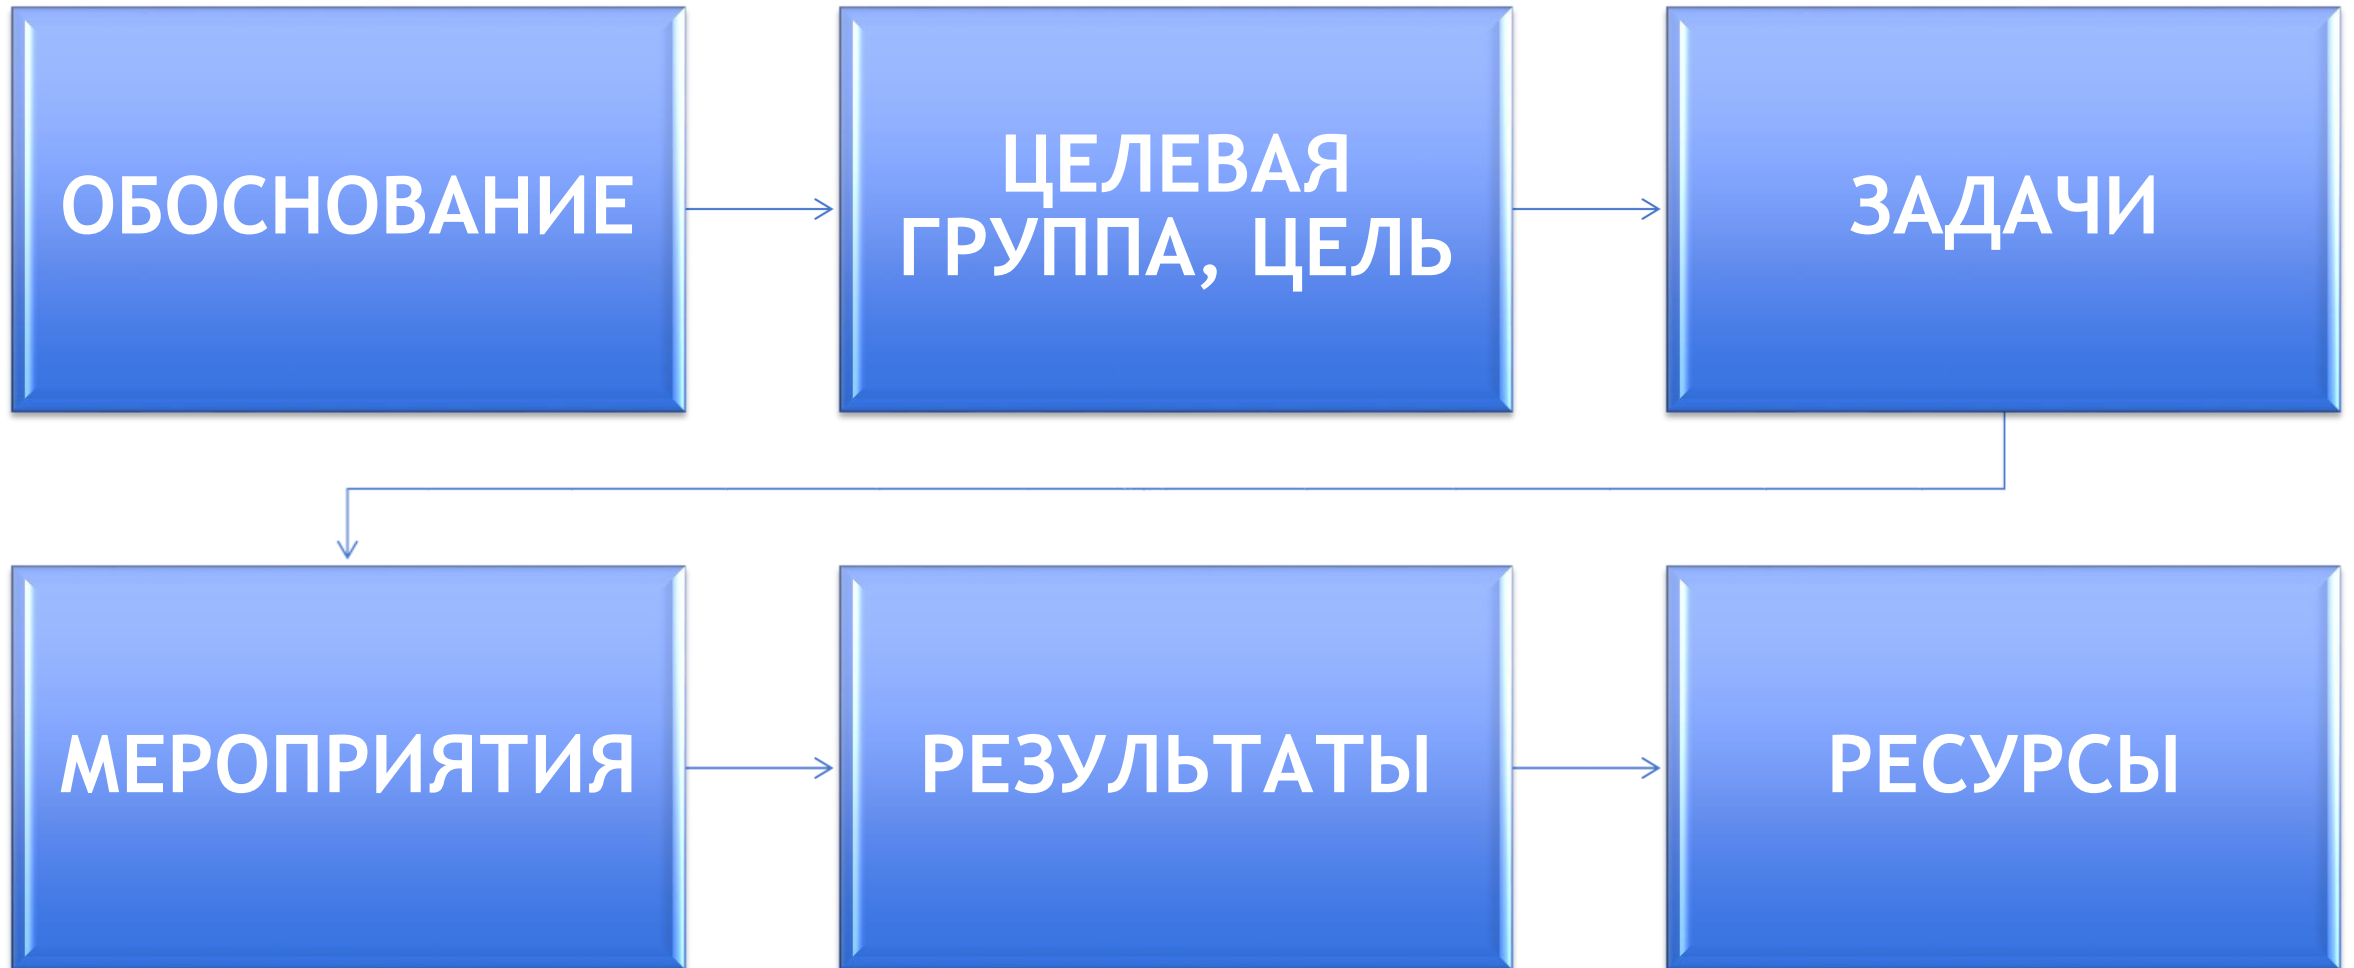 ОБОСНОВАНИЕ
ЦЕЛЕВАЯ
ГРУППА, ЦЕЛЬ
ЗАДАЧИ
МЕРОПРИЯТИЯ
РЕЗУЛЬТАТЫ
РЕСУРСЫ